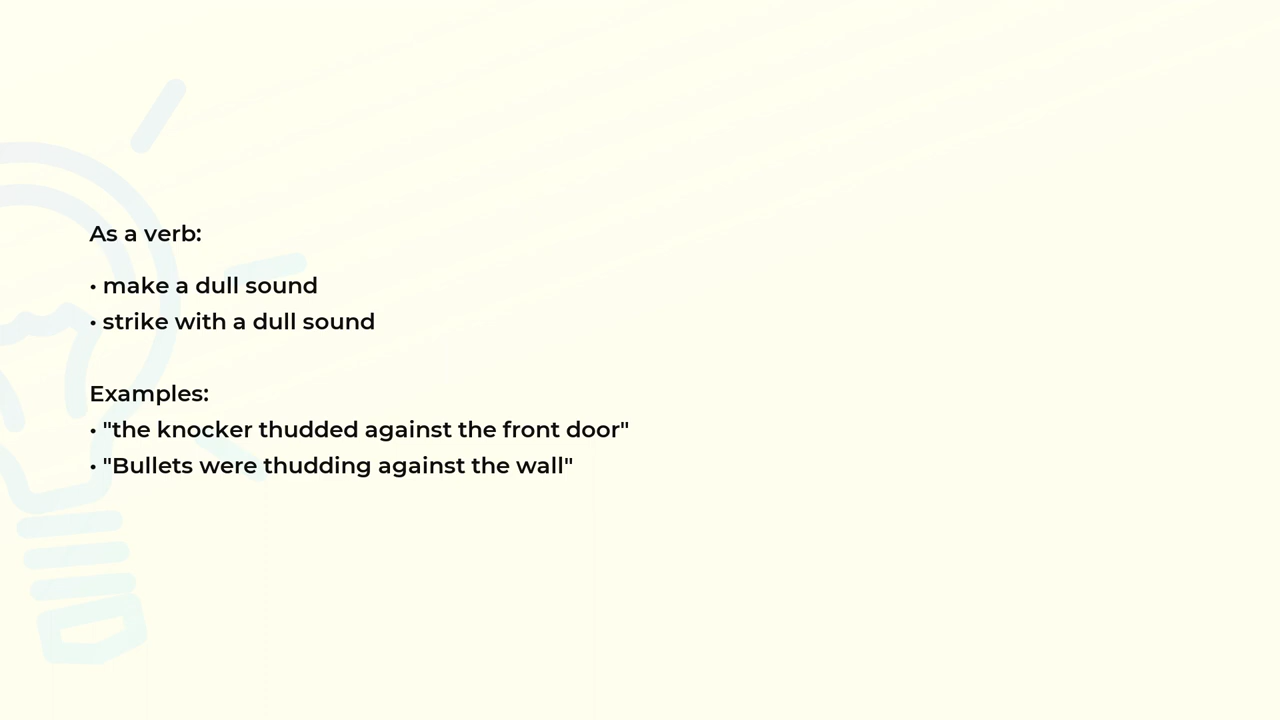 As a verb:
• make a dull sound
• strike with a dull sound
Examples:
• "the knocker thudded against the front door"
• "Bullets were thudding against the wall"